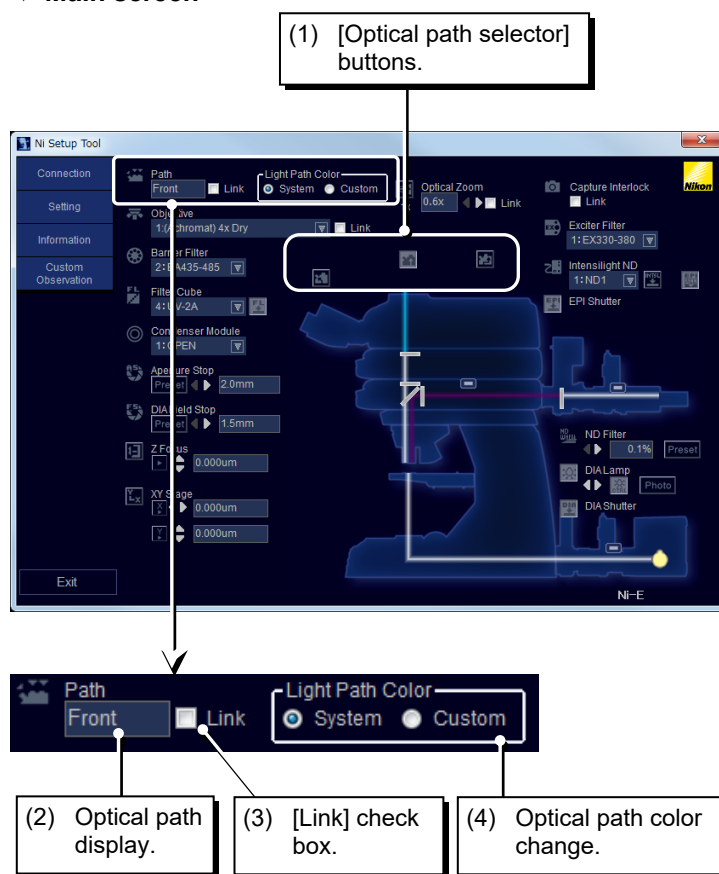 Main screen
(1) [Optical path selector]
buttons.
Ni Setup Tool
Connection
Setting
Information
Custom
Observation
Exit
Path
Front Link
Light Path Color
System Custom
Optical Zoom
0.6x Link
Capture Interlock
Link
Nikon
Objective
1:(Achromat) 4x Dry Link
Exciter Filter
1:EX330-380
Barrier Filter
2:BA435-485
Intensilight ND
1:ND1
Filter Cube
4:UV-2A
EPI Shutter
Condenser Module
1:OPEN
Aperture Stop
Preset 2.0mm
DIA Field Stop
Preset 1.5mm
Z Focus
0.000um
XY Stage
X 0.000um
Y 0.000um
ND Filter
0.1% Preset
DIA Lamp
Photo
DIA Shutter
Ni-E
Path
Front Link
Light Path Color
System Custom
(2) Optical path
display.
(3) [Link] check
box.
(4) Optical path color
change.